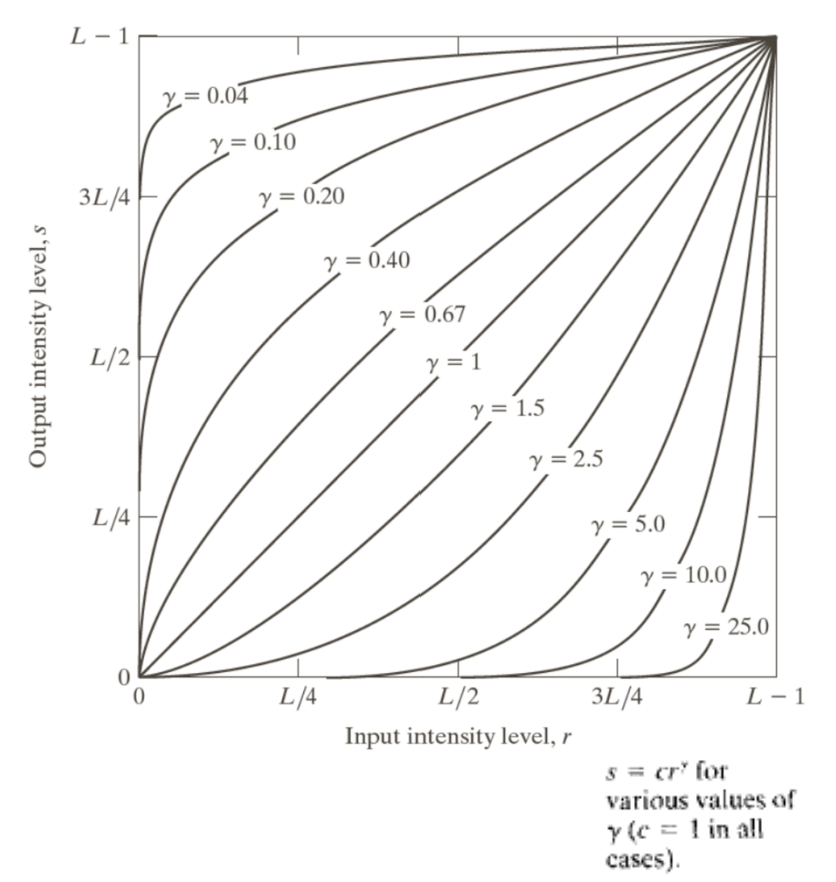 L − 1
γ = 0.04
γ = 0.10
3L/4
γ = 0.20
γ = 0.40
γ = 0.67
L/2
γ = 1
γ = 1.5
γ = 2.5
L/4
γ = 5.0
γ = 10.0
γ = 25.0
0
0 L/4 L/2 3L/4 L − 1
Output intensity level, s
Input intensity level, r
s = crᵞ for
various values of
γ (c = 1 in all
cases).